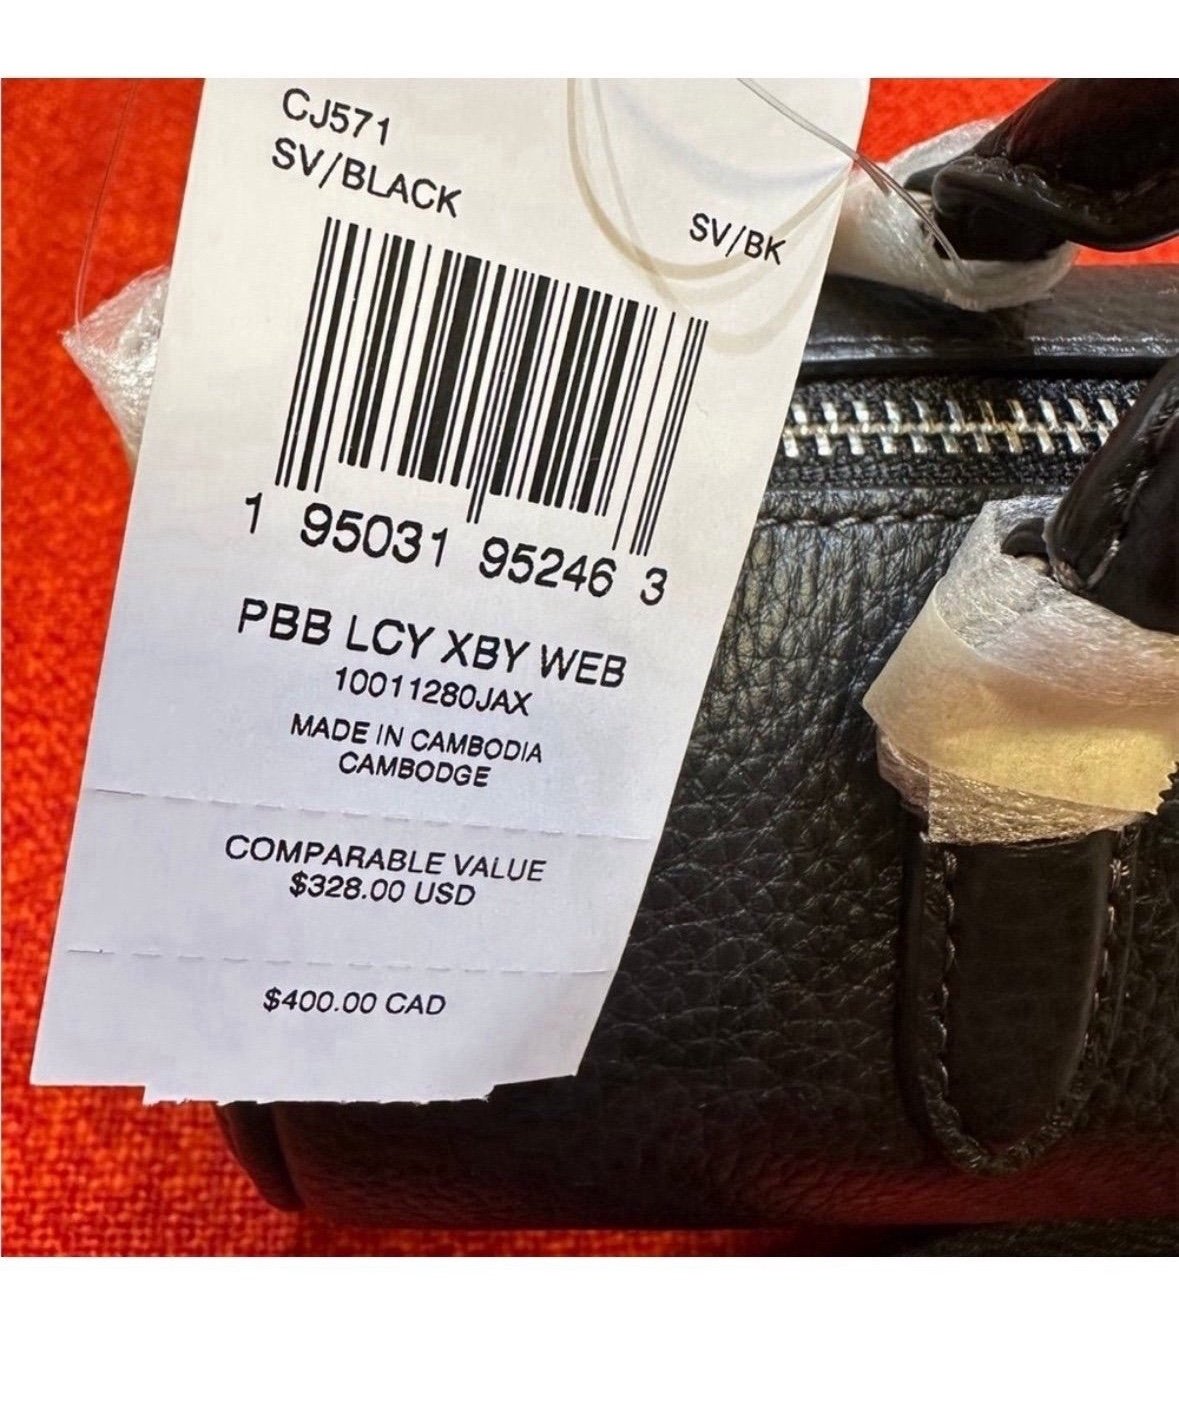 CJ571
SV/BLACK
SV/BK
1 95031 95246 3
PBB LCY XBY WEB
10011280JAX
MADE IN CAMBODIA
CAMBODGE
COMPARABLE VALUE
$328.00 USD
$400.00 CAD